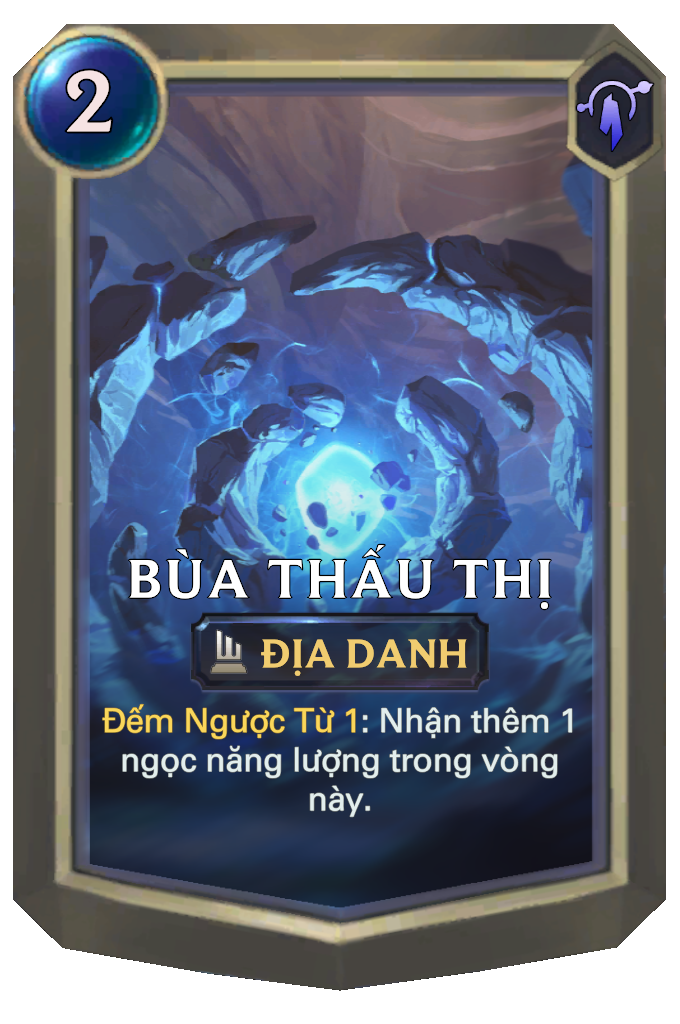 2
BÙA THẤU THỊ
ĐỊA DANH
Đếm Ngược Từ 1: Nhận thêm 1
ngọc năng lượng trong vòng
này.